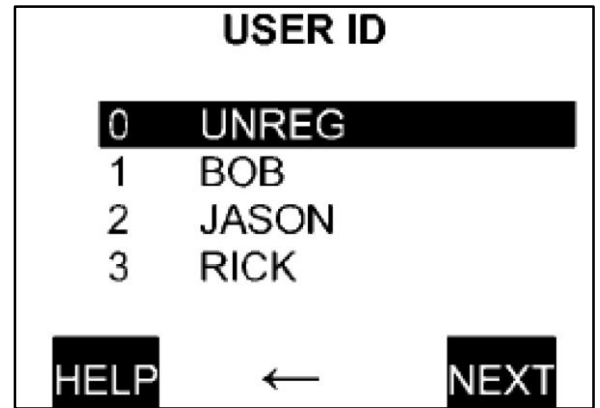 USER ID
0 UNREG
1 BOB
2 JASON
3 RICK
HELP ← NEXT